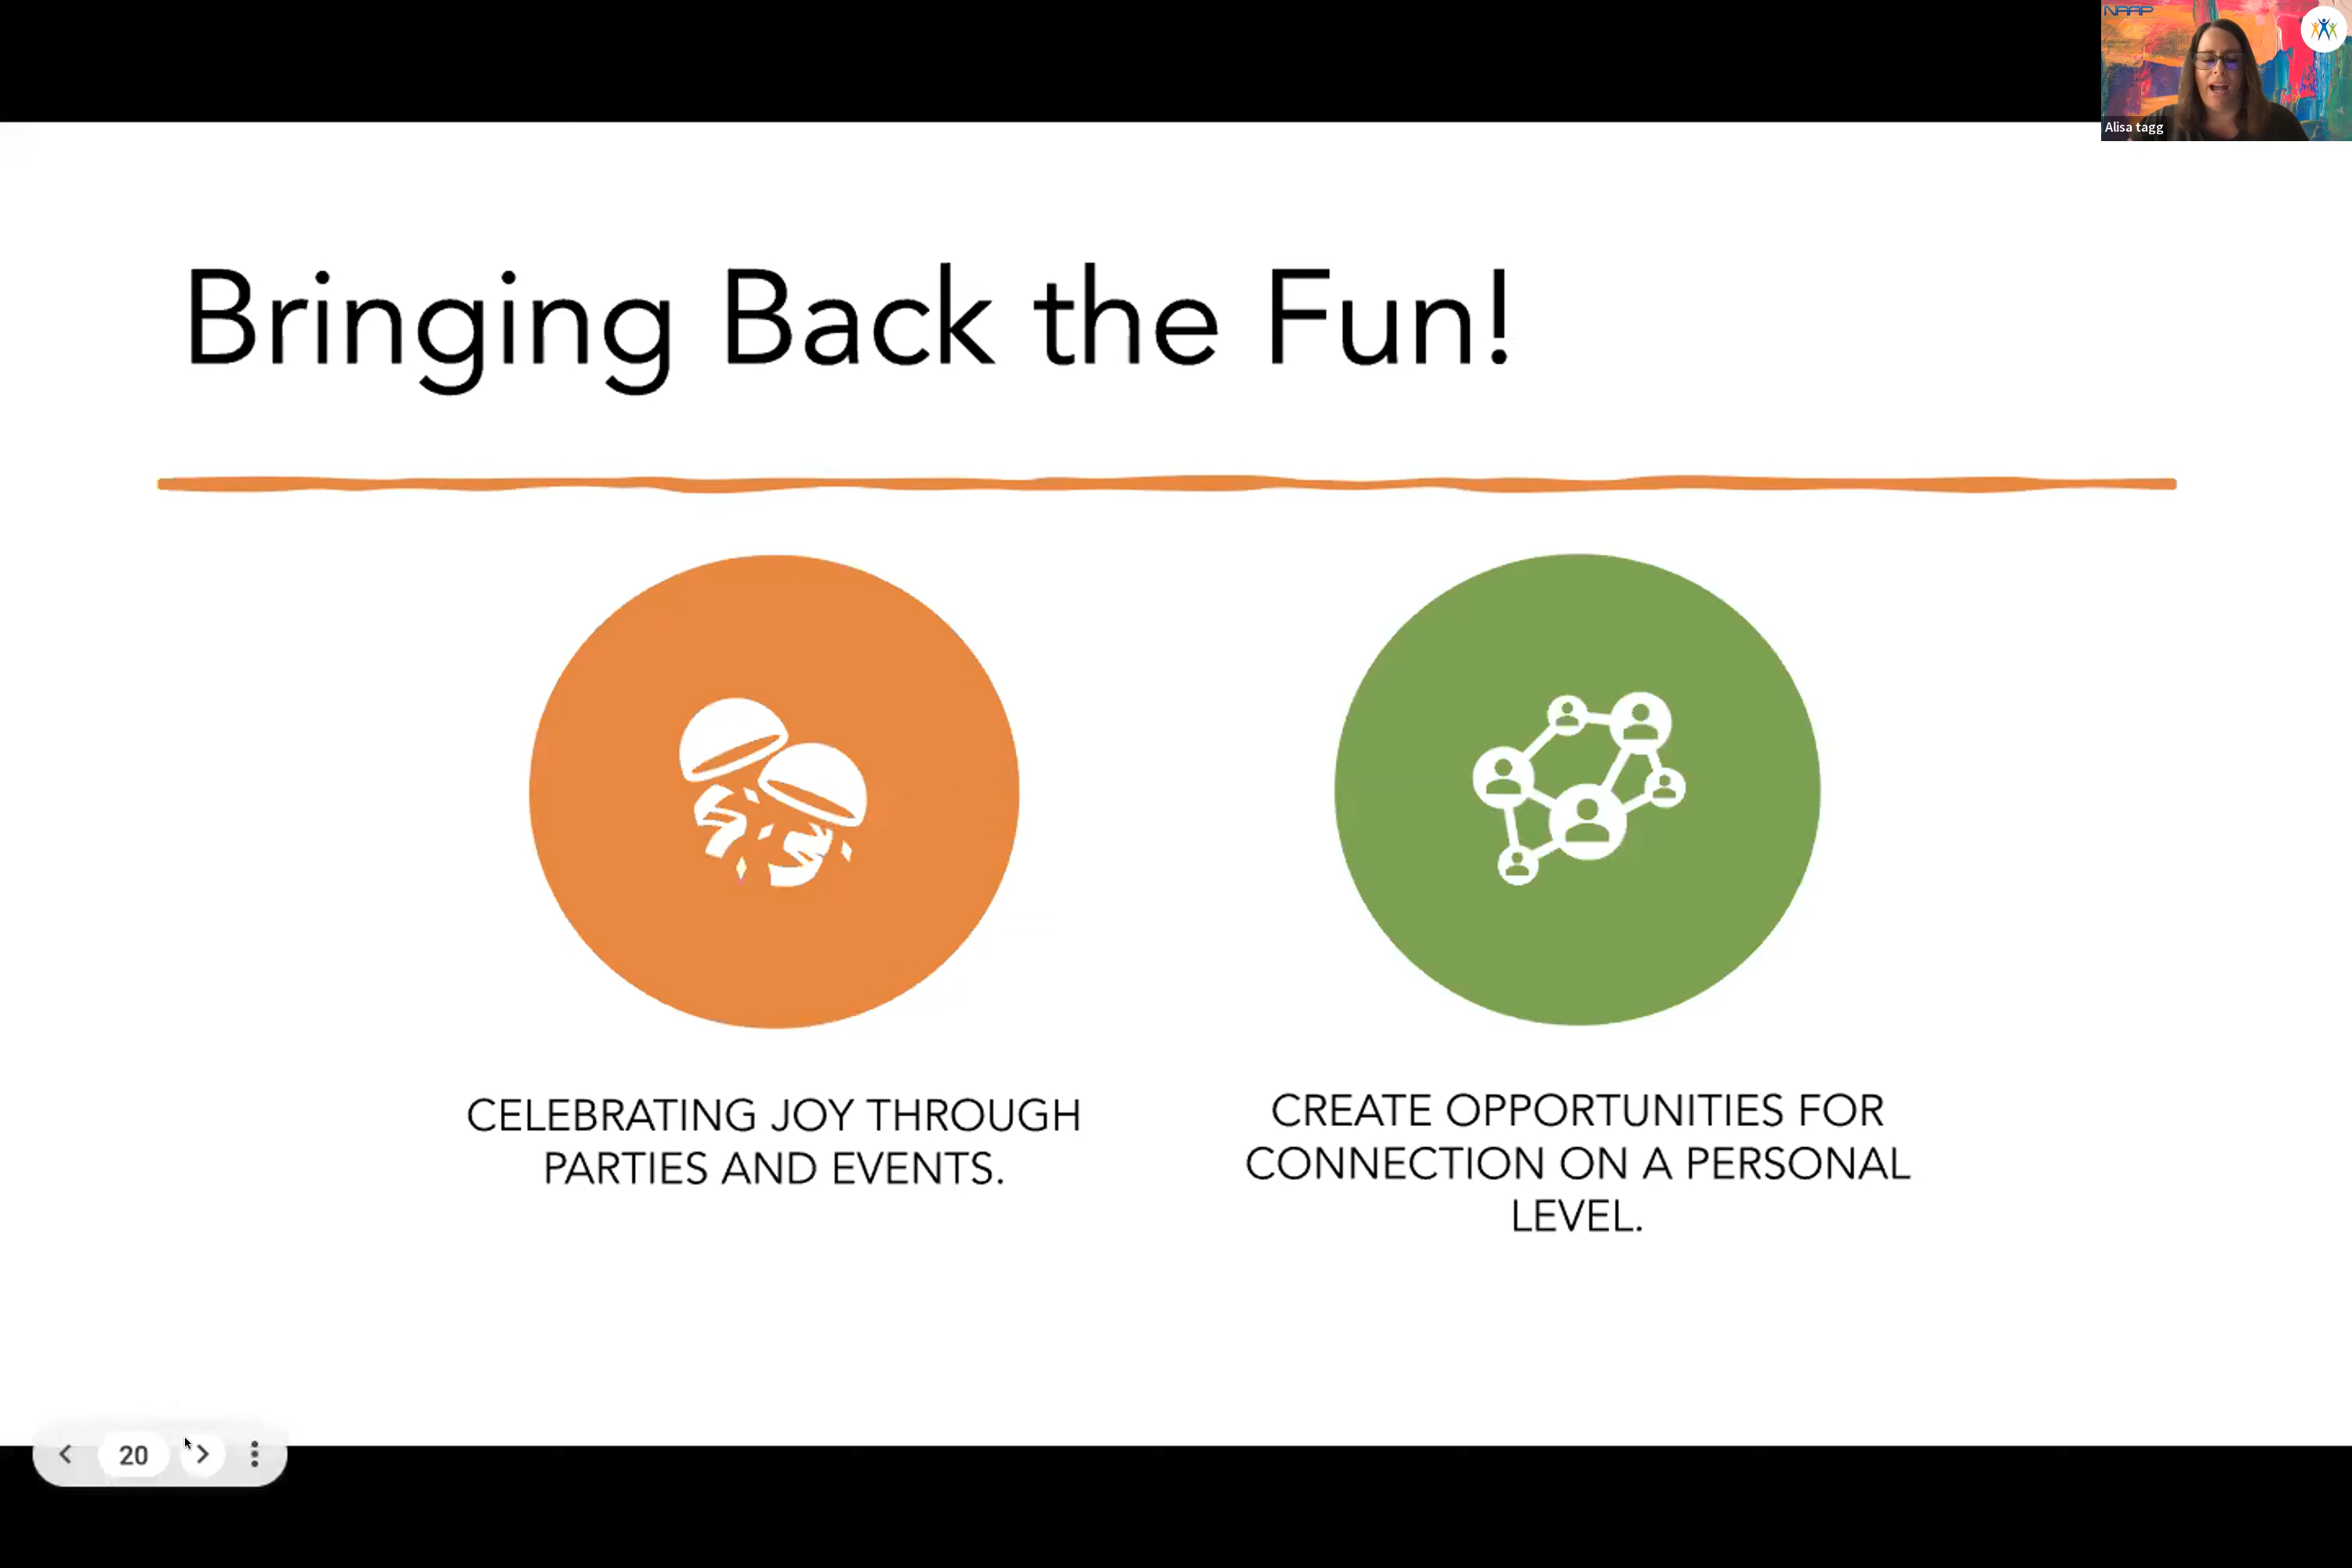 NAAP
Alisa tagg
Bringing Back the Fun!
CELEBRATING JOY THROUGH
PARTIES AND EVENTS.
CREATE OPPORTUNITIES FOR
CONNECTION ON A PERSONAL
LEVEL.
20